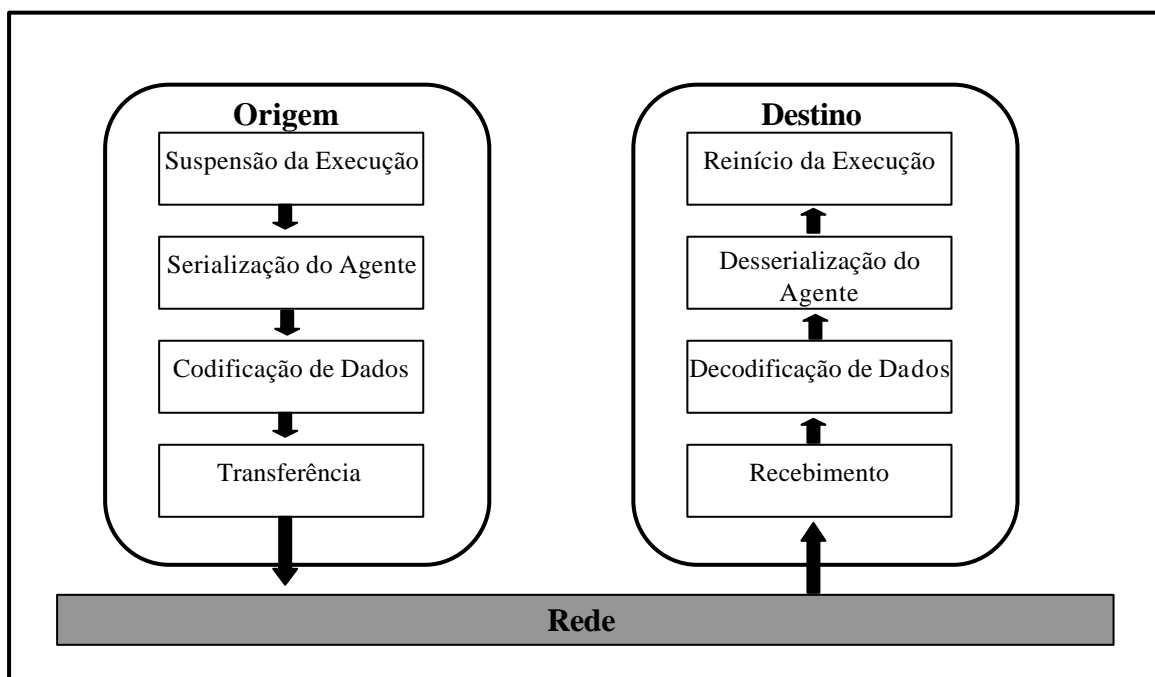 Origem
Suspensão da Execução
Serialização do Agente
Codificação de Dados
Transferência
Destino
Reinício da Execução
Desserialização do
Agente
Decodificação de Dados
Recebimento
Rede